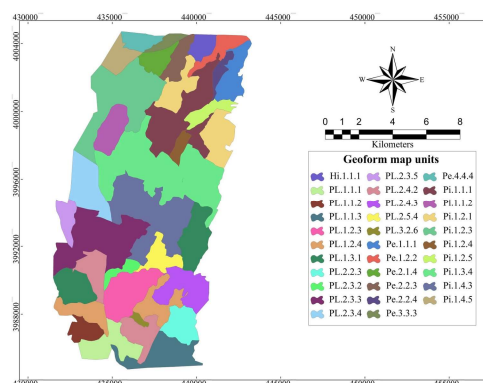 430000 435000 440000 445000 450000 455000
4004000
4000000
3996000
3992000
3988000
N
W E
S
0 1 2 4 6 8
Kilometers
Geoform map units
Hi.1.1.1 PL.2.3.5 Pe.4.4.4
PL.1.1.1 PL.2.4.2 Pi.1.1.1
PL.1.1.2 PL.2.4.3 Pi.1.1.2
PL.1.1.3 PL.2.5.4 Pi.1.2.1
PL.1.2.3 PL.3.2.6 Pi.1.2.3
PL.1.2.4 Pe.1.1.1 Pi.1.2.4
PL.1.3.1 Pe.1.2.2 Pi.1.2.5
PL.2.2.3 Pe.2.1.4 Pi.1.3.4
PL.2.3.2 Pe.2.2.3 Pi.1.4.3
PL.2.3.3 Pe.2.2.4 Pi.1.4.5
PL.2.3.4 Pe.3.3.3
430000 435000 440000 445000 450000 455000